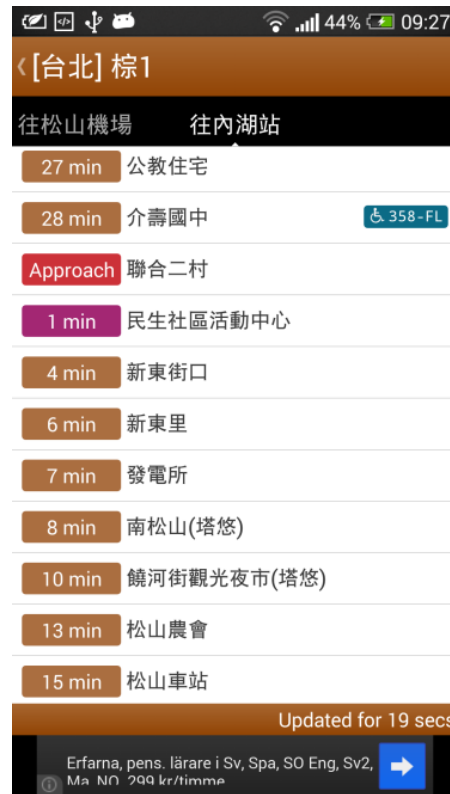 44% 09:27
[台北] 棕1
往松山機場 往內湖站
27 min 公教住宅
28 min 介壽國中 358-FL
Approach 聯合二村
1 min 民生社區活動中心
4 min 新東街口
6 min 新東里
7 min 發電所
8 min 南松山(塔悠)
10 min 饒河街觀光夜市(塔悠)
13 min 松山農會
15 min 松山車站
Updated for 19 secs
Erfarna, pens. lärare i Sv, Spa, SO Eng, Sv2,
Ma, NO. 299 kr/timme